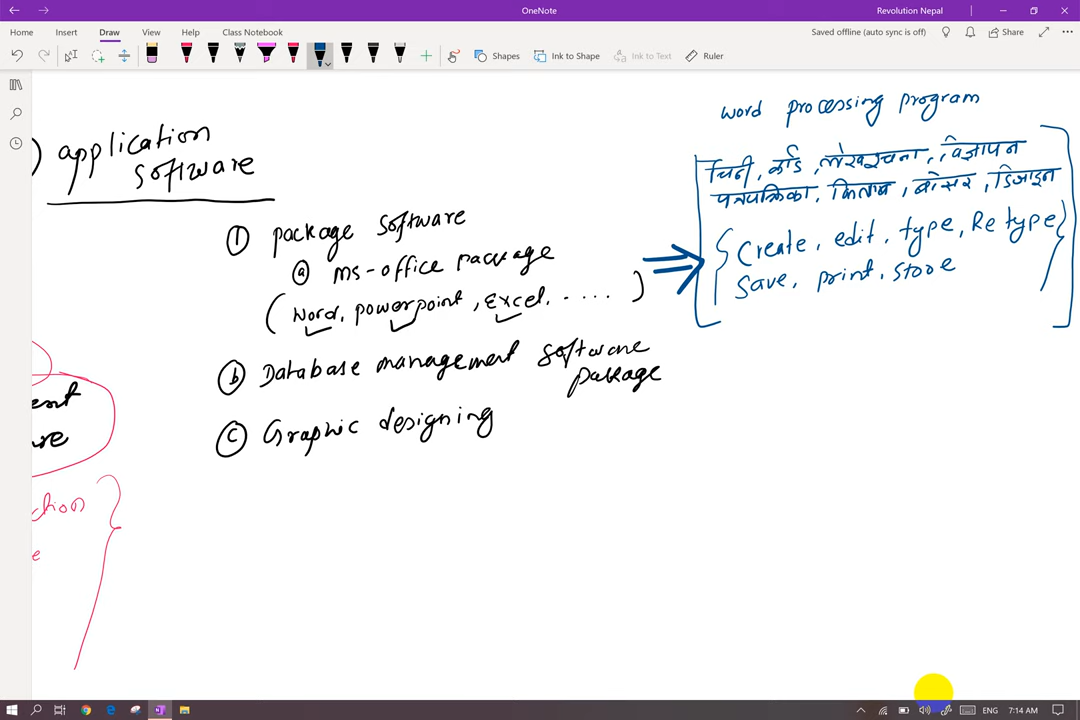 OneNote
Revolution Nepal
Home Insert Draw View Help Class Notebook
Saved offline (auto sync is off) Share
Shapes Ink to Shape Ink to Text Ruler
word processing program
) application
software
चिठी, कार्ड, लेखरचना, विज्ञापन
पत्रपत्रिका, किताब, बोसर, डिजाइन
① package software
{ Create, edit, type, Retype }
Save, print, store
ⓐ ms-office package
( Word, powerpoint, Excel, ..... )
ⓑ Database management software
package
ⓒ Graphic designing
ction
e
ENG 7:14 AM